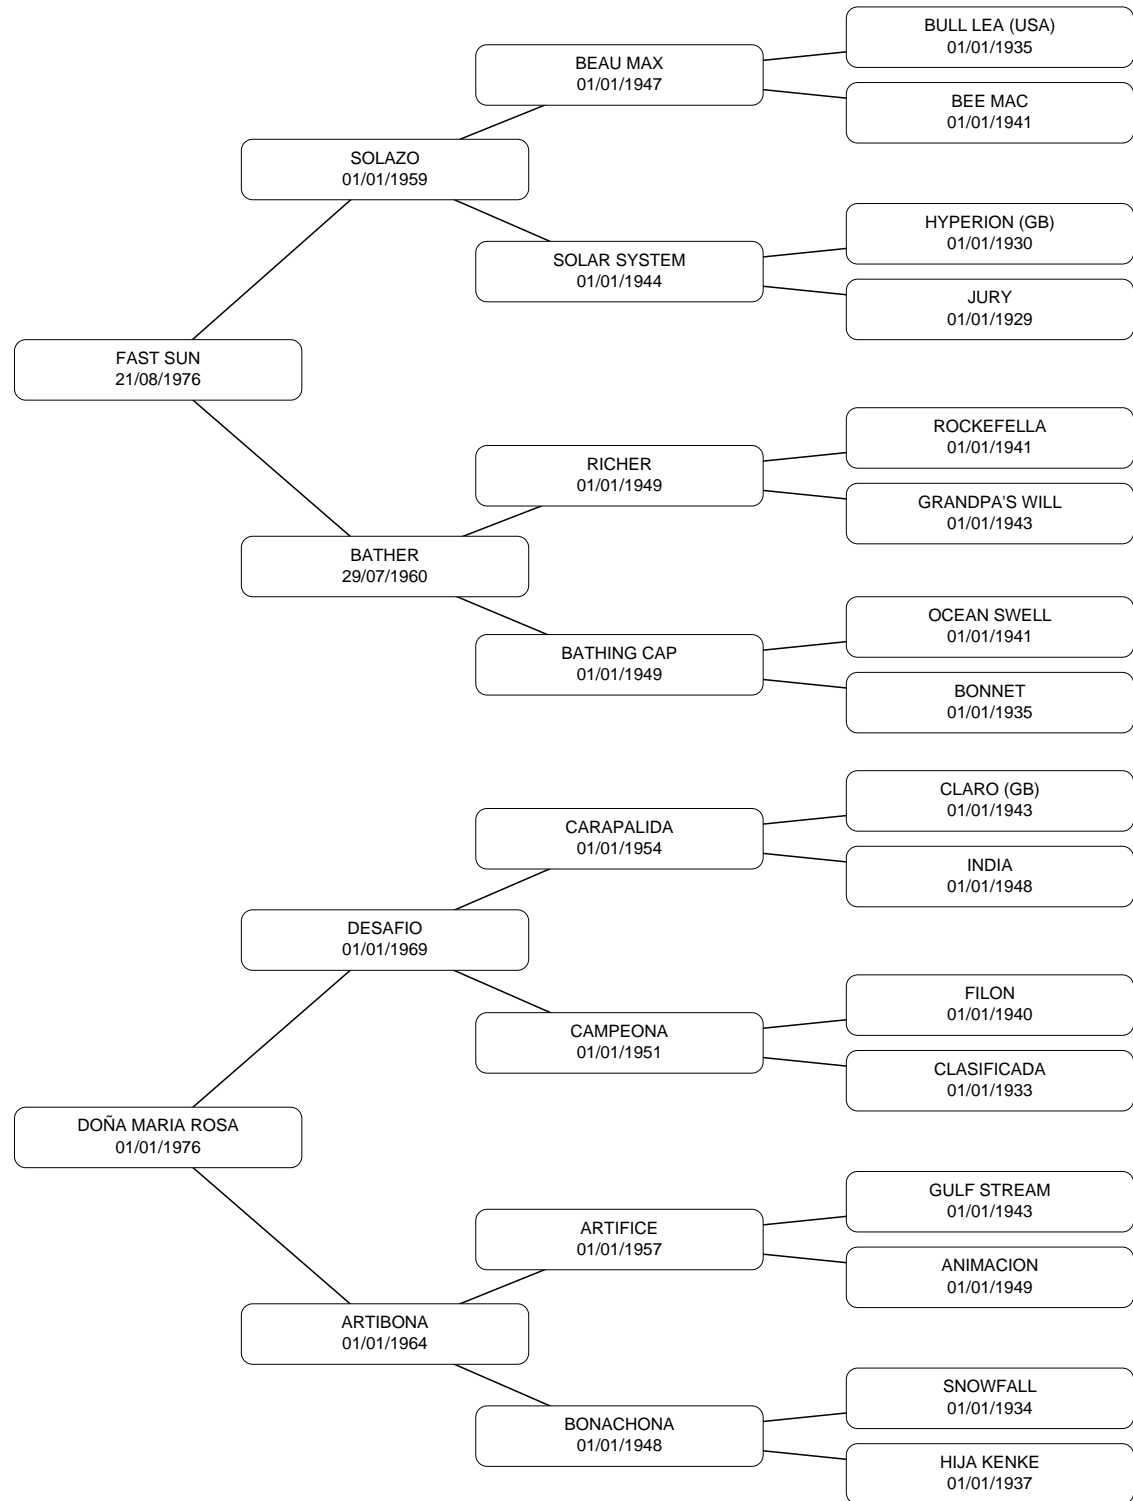 BULL LEA (USA)
01/01/1935
BEAU MAX
01/01/1947
BEE MAC
01/01/1941
SOLAZO
01/01/1959
HYPERION (GB)
01/01/1930
SOLAR SYSTEM
01/01/1944
JURY
01/01/1929
FAST SUN
21/08/1976
ROCKEFELLA
01/01/1941
RICHER
01/01/1949
GRANDPA'S WILL
01/01/1943
BATHER
29/07/1960
OCEAN SWELL
01/01/1941
BATHING CAP
01/01/1949
BONNET
01/01/1935
CLARO (GB)
01/01/1943
CARAPALIDA
01/01/1954
INDIA
01/01/1948
DESAFIO
01/01/1969
FILON
01/01/1940
CAMPEONA
01/01/1951
CLASIFICADA
01/01/1933
DOÑA MARIA ROSA
01/01/1976
GULF STREAM
01/01/1943
ARTIFICE
01/01/1957
ANIMACION
01/01/1949
ARTIBONA
01/01/1964
SNOWFALL
01/01/1934
BONACHONA
01/01/1948
HIJA KENKE
01/01/1937